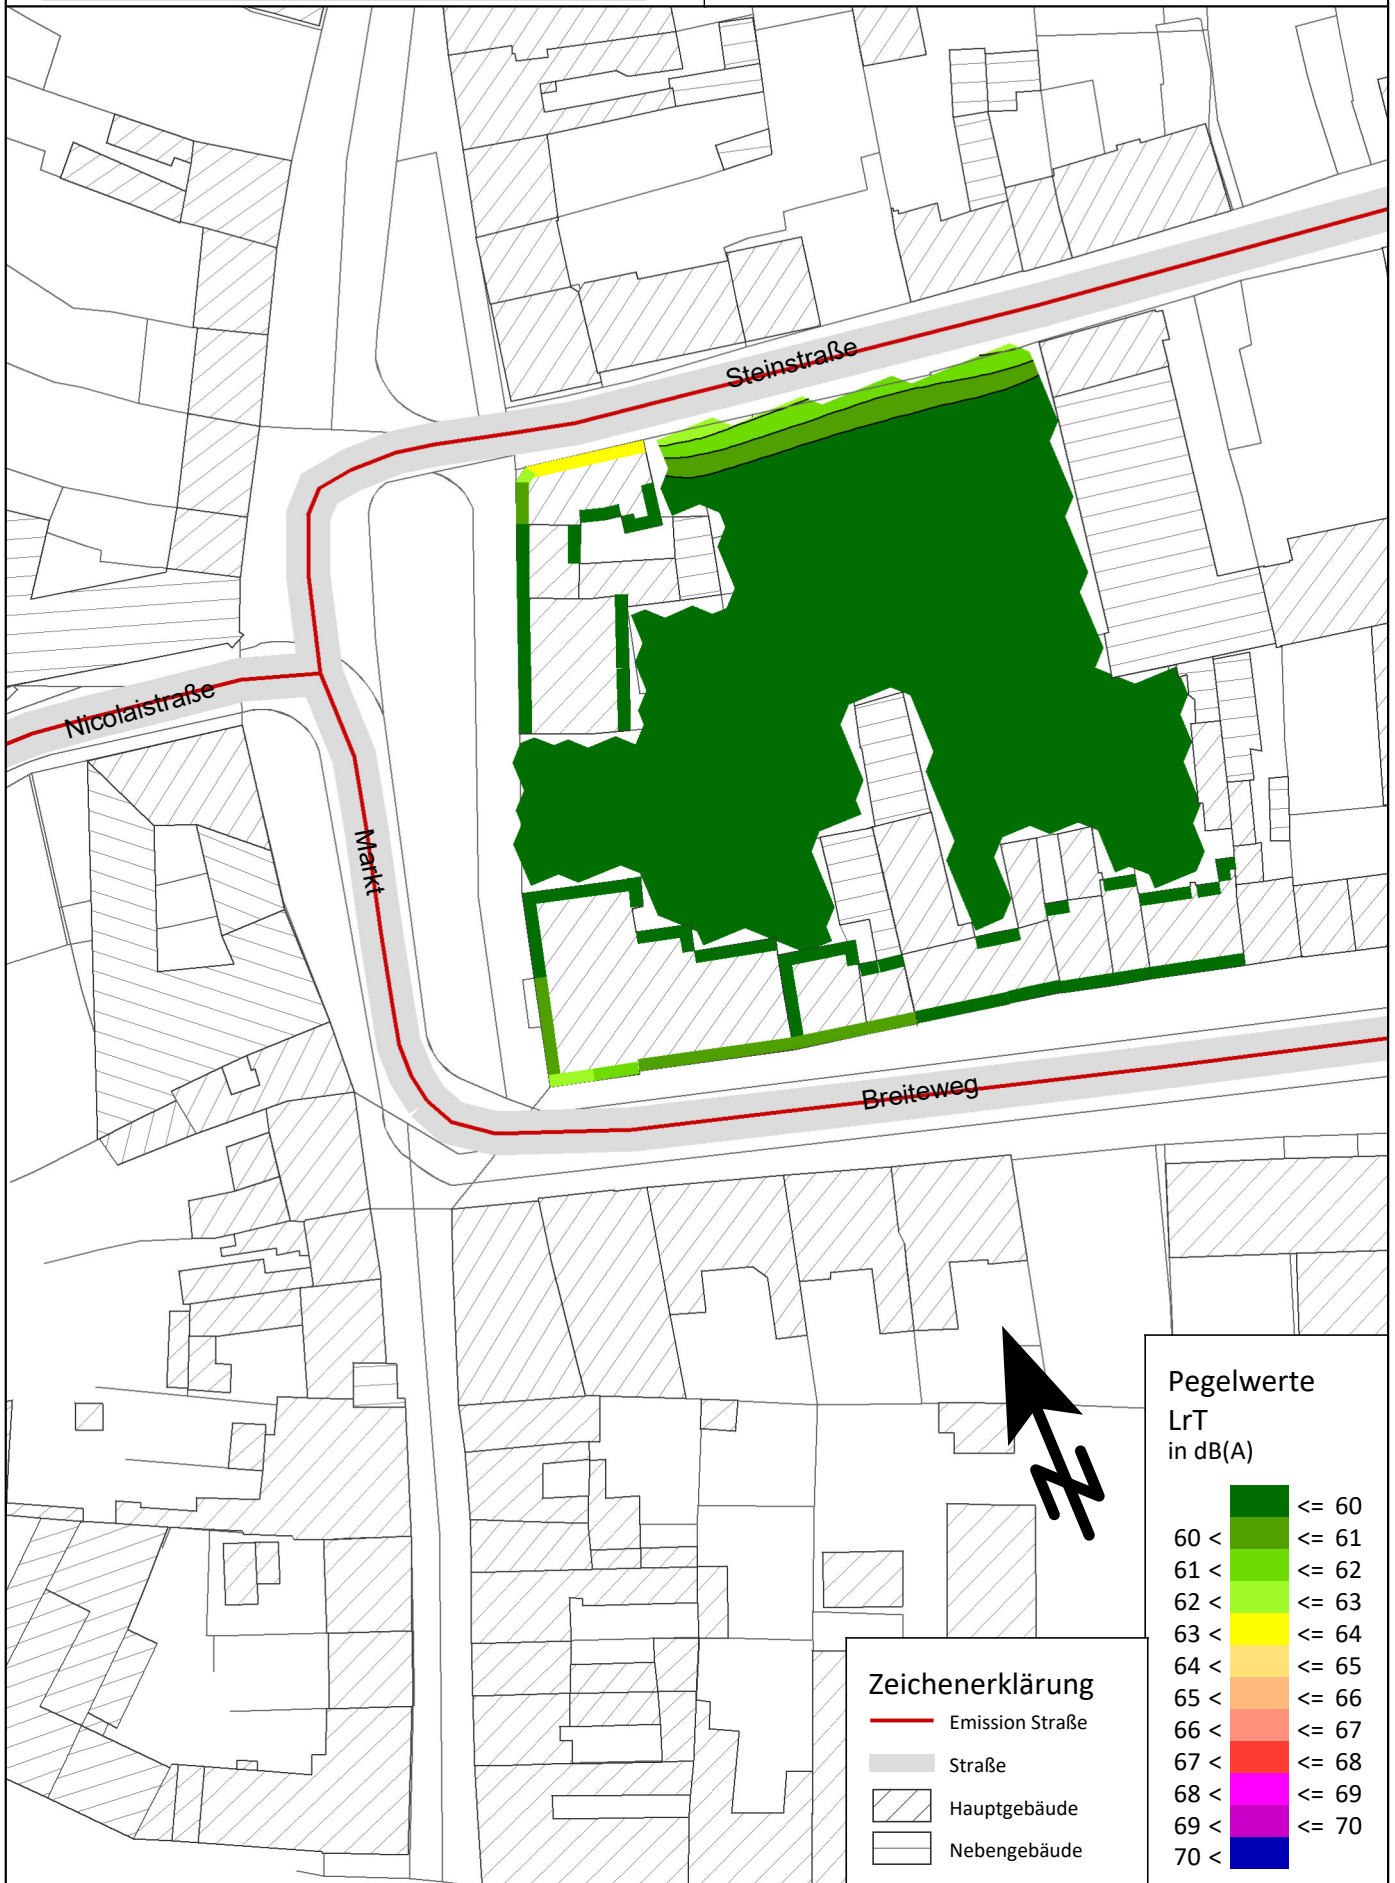 Steinstraße
Nicolaistraße
Markt
Breiteweg
Pegelwerte
LrT
in dB(A)
<= 60
60 < <= 61
61 < <= 62
62 < <= 63
63 < <= 64
64 < <= 65
65 < <= 66
66 < <= 67
67 < <= 68
68 < <= 69
69 < <= 70
70 <
Zeichenerklärung
Emission Straße
Straße
Hauptgebäude
Nebengebäude